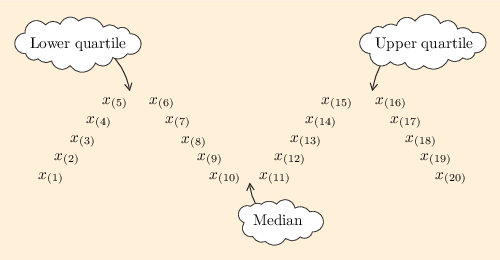 Lower quartile Upper quartile
x(5) x(6) x(15) x(16)
x(4) x(7) x(14) x(17)
x(3) x(8) x(13) x(18)
x(2) x(9) x(12) x(19)
x(1) x(10) x(11) x(20)
Median